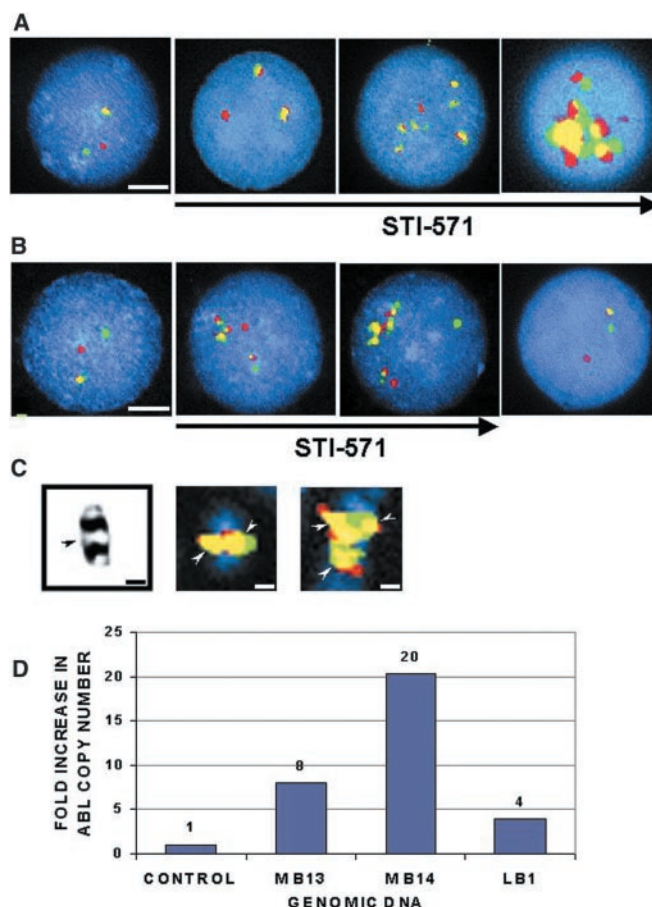 A
STI-571
B
STI-571
C
D
FOLD INCREASE IN
ABL COPY NUMBER
25
20
15
10
5
0
1
8
20
4
CONTROL MB13 MB14 LB1
GENOMIC DNA